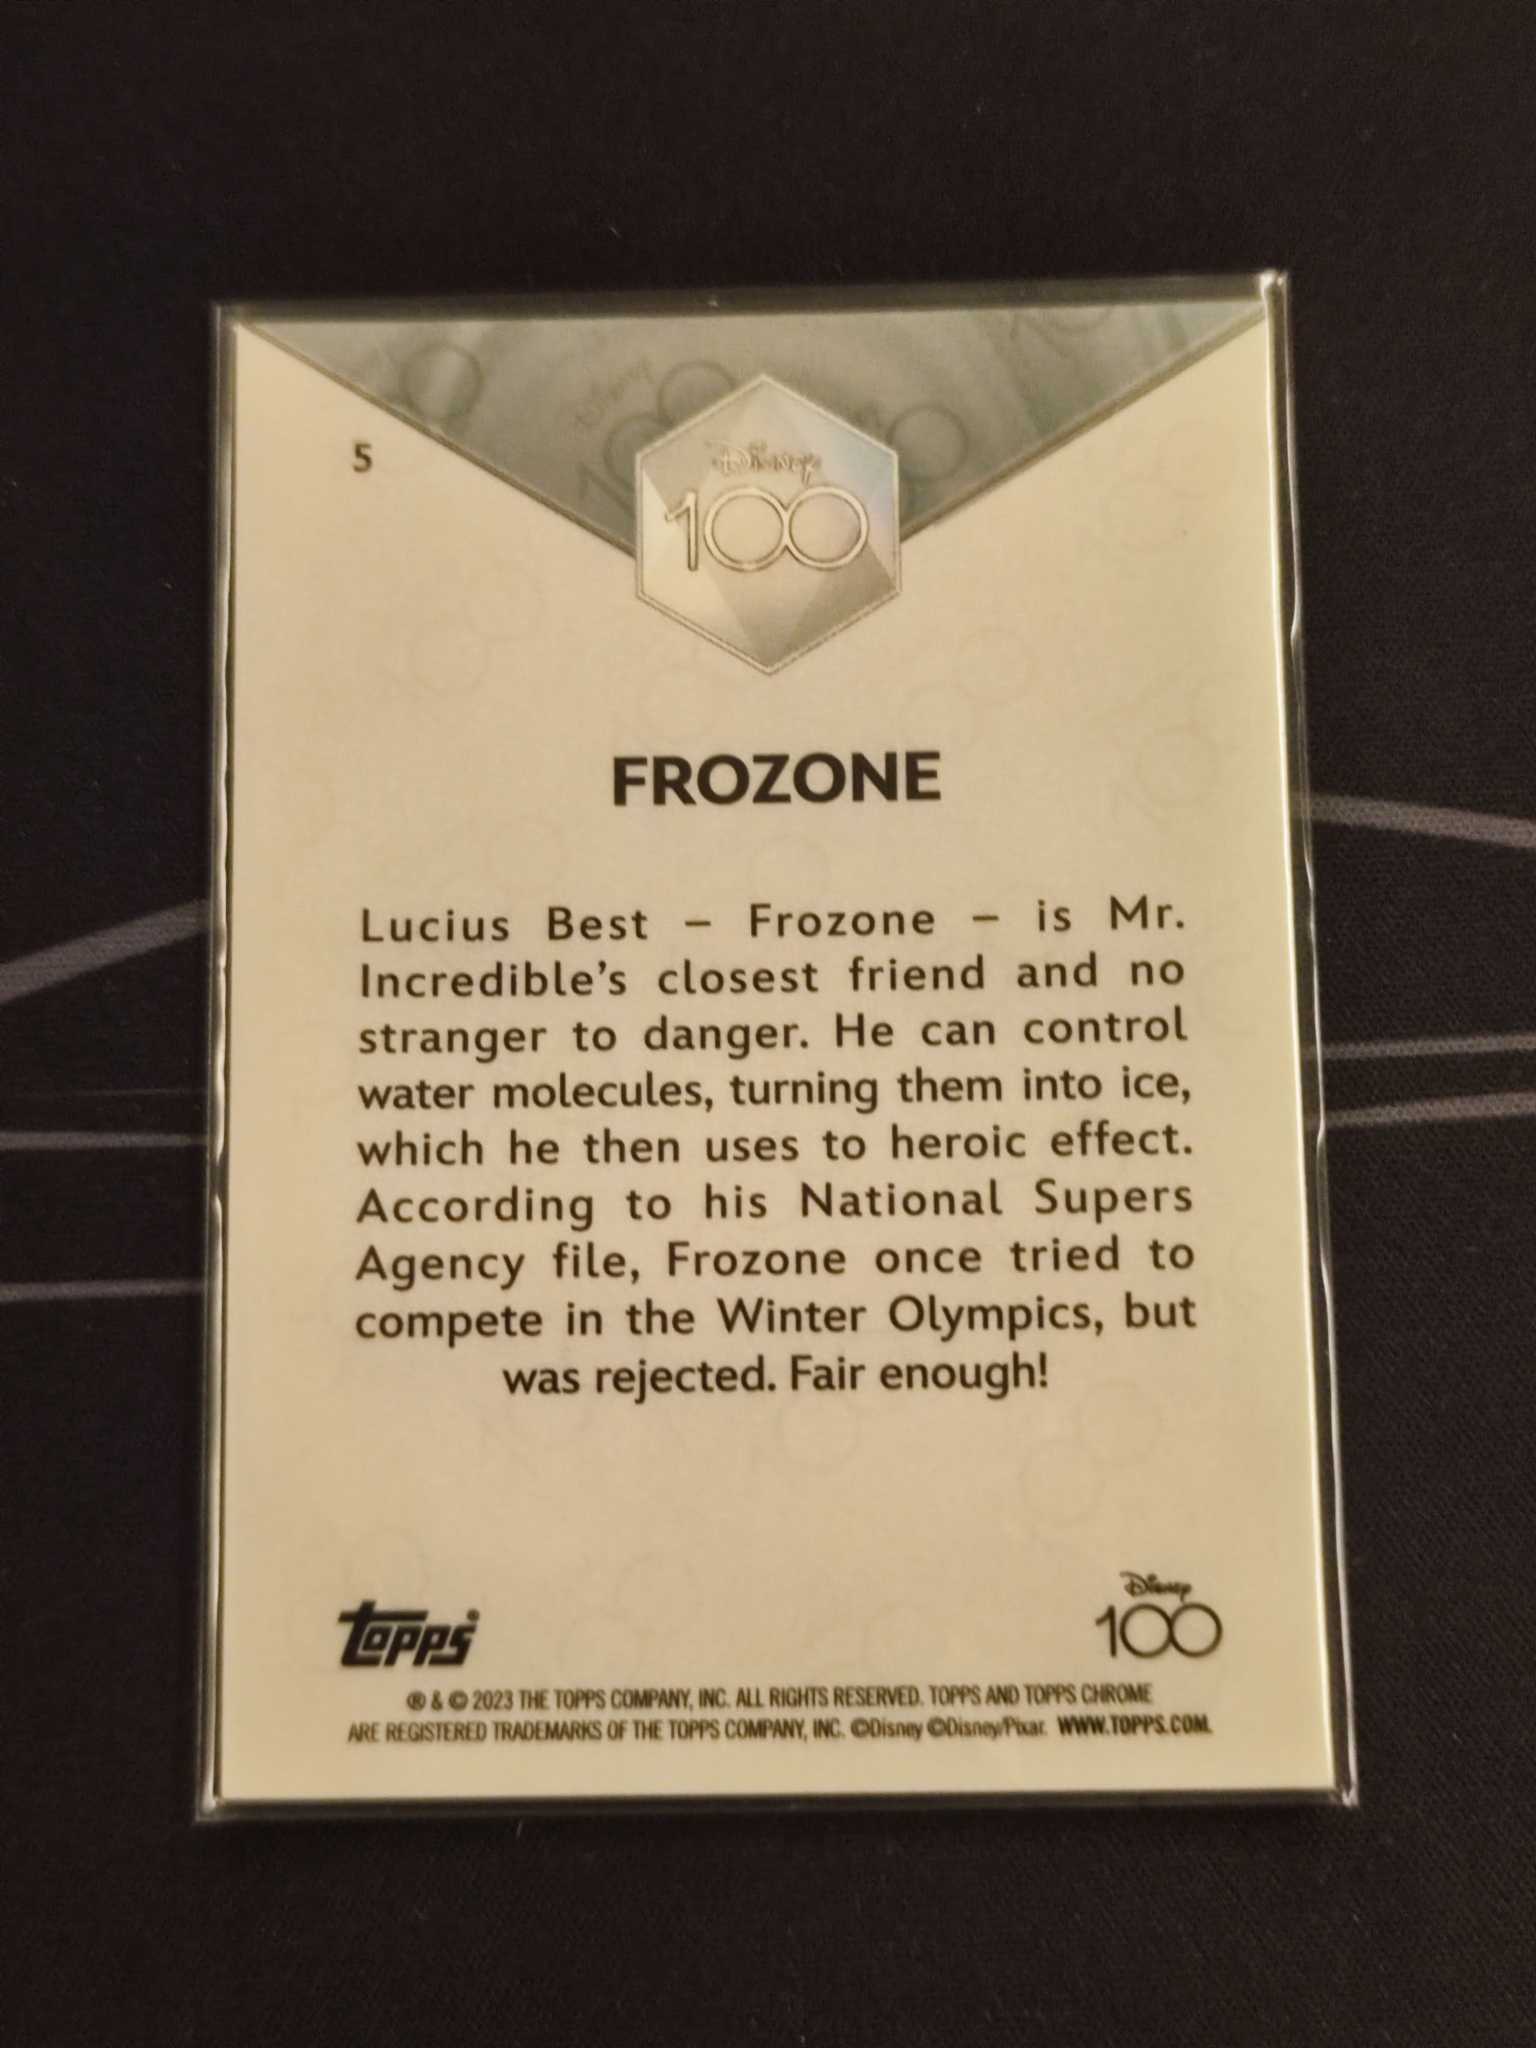 5
Disney
100
FROZONE
Lucius Best – Frozone – is Mr.
Incredible’s closest friend and no
stranger to danger. He can control
water molecules, turning them into ice,
which he then uses to heroic effect.
According to his National Supers
Agency file, Frozone once tried to
compete in the Winter Olympics, but
was rejected. Fair enough!
topps
Disney
100
® & © 2023 THE TOPPS COMPANY, INC. ALL RIGHTS RESERVED. TOPPS AND TOPPS CHROME
ARE REGISTERED TRADEMARKS OF THE TOPPS COMPANY, INC. ©Disney ©Disney/Pixar. WWW.TOPPS.COM.